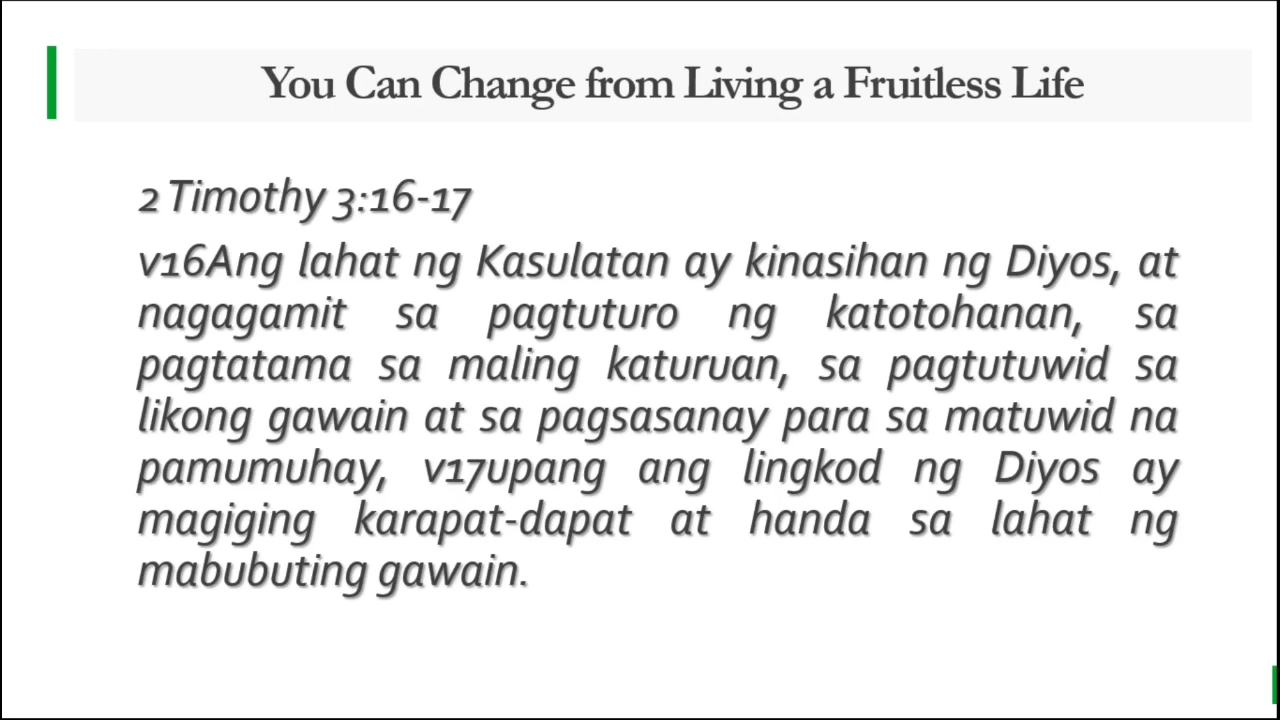 You Can Change from Living a Fruitless Life
2 Timothy 3:16-17
v16Ang lahat ng Kasulatan ay kinasihan ng Diyos, at
nagagamit sa pagtuturo ng katotohanan, sa
pagtatama sa maling katuruan, sa pagtutuwid sa
likong gawain at sa pagsasanay para sa matuwid na
pamumuhay, v17upang ang lingkod ng Diyos ay
magiging karapat-dapat at handa sa lahat ng
mabubuting gawain.